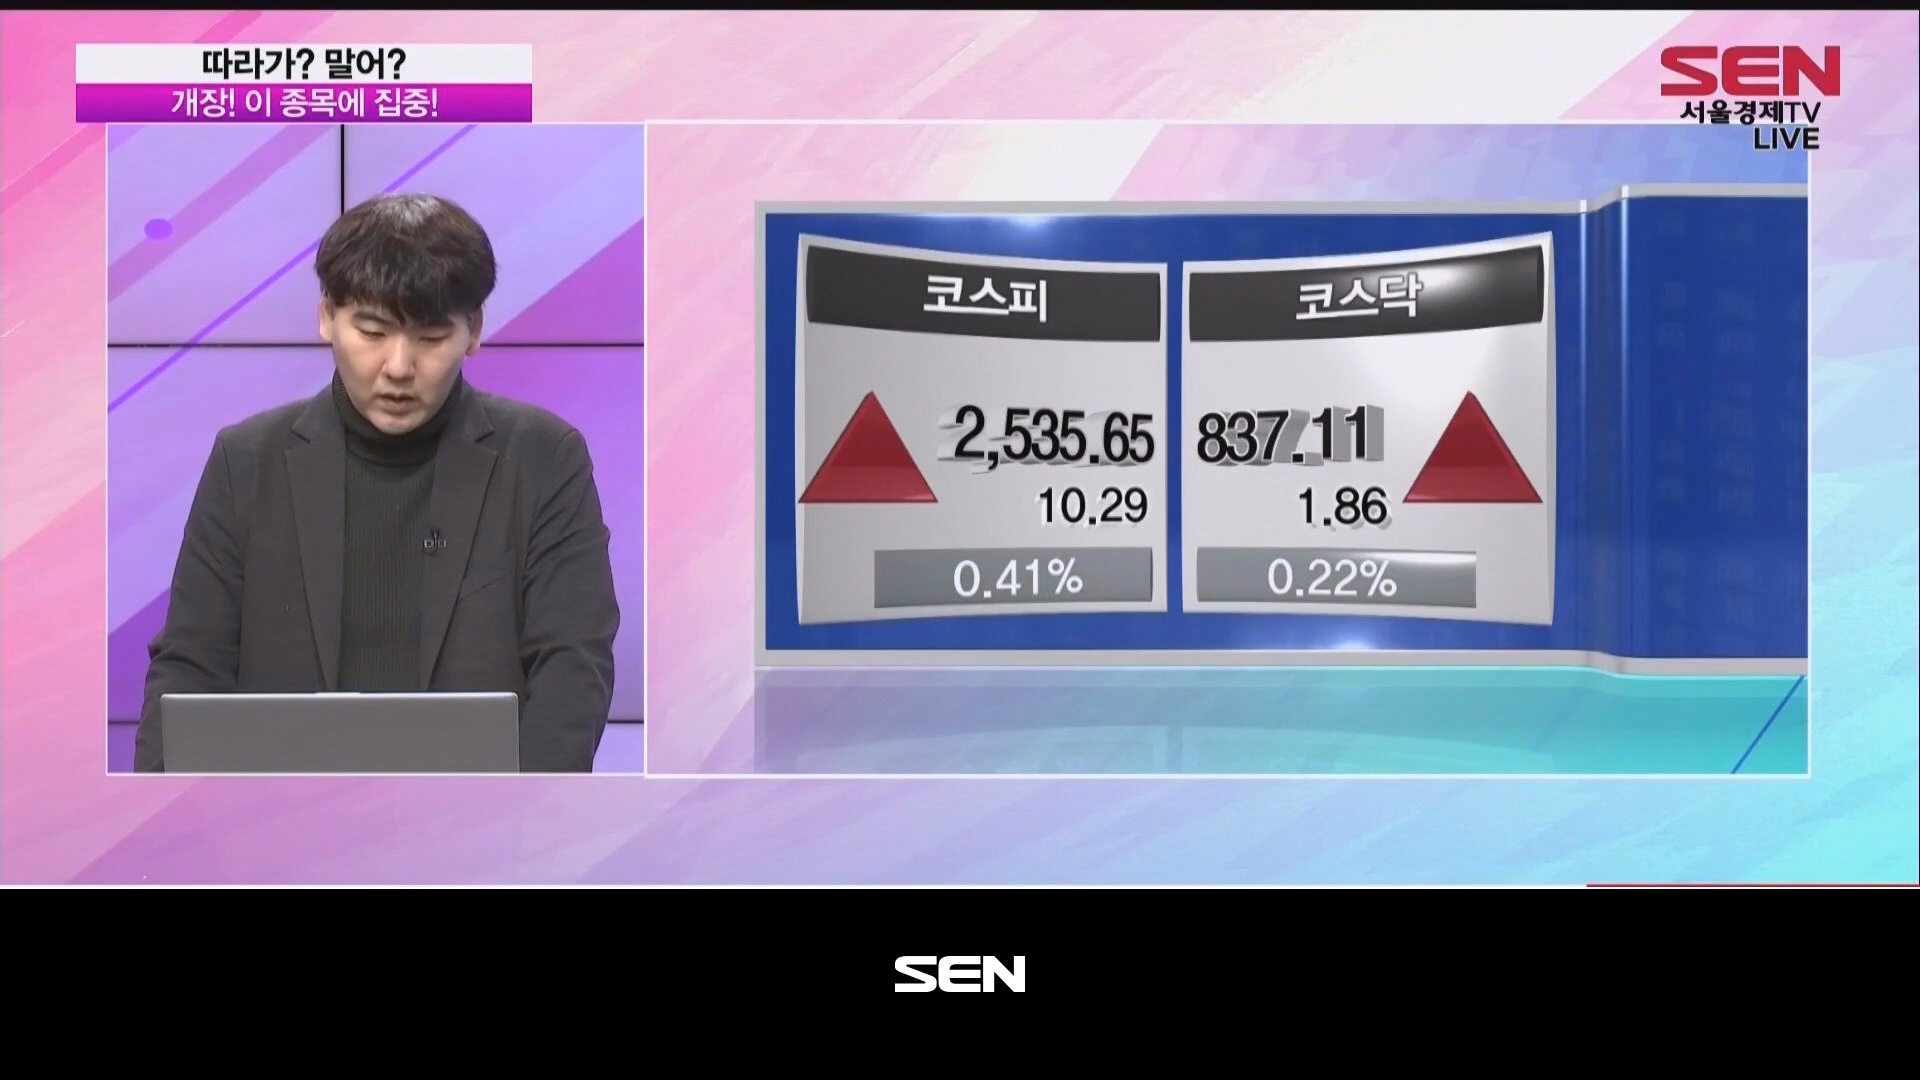 따라가? 말어?
개장! 이 종목에 집중!
SEN
서울경제TV
LIVE
코스피
2,535.65
10.29
0.41%
코스닥
837.11
1.86
0.22%
SEN